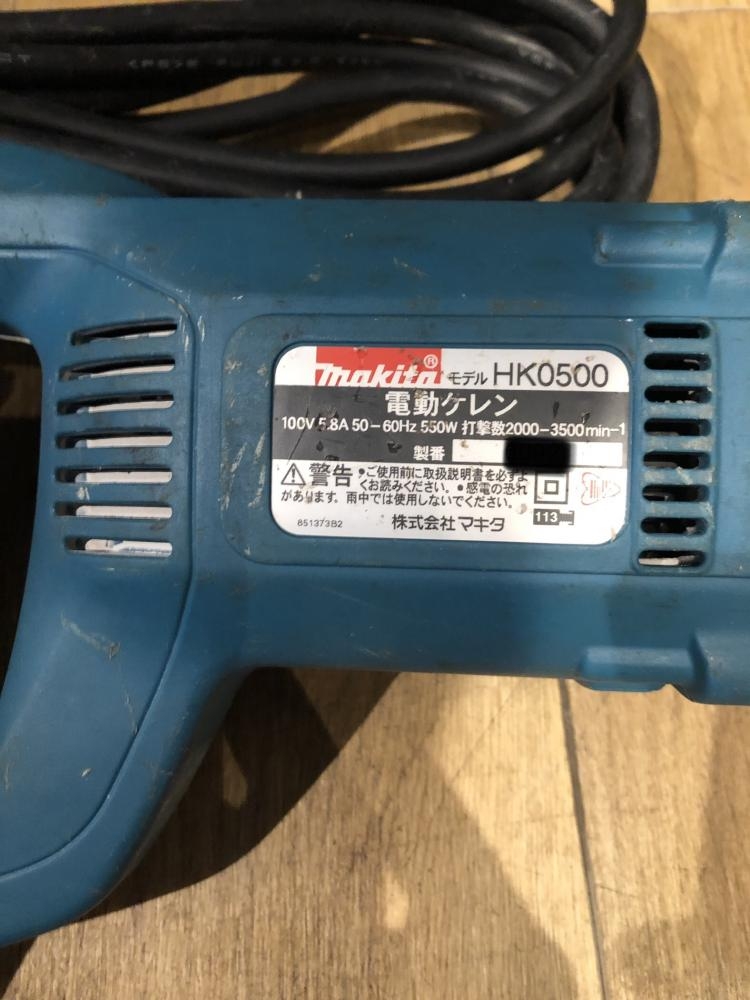 makita® モデル HK0500
電動ケレン
100V 5.8A 50-60Hz 550W 打撃数2000-3500min-1
製番
警告 •ご使用前に取扱説明書を必ずよ
くお読みください。•感電の恐れ
があります。雨中では使用しないでください。
851373B2 株式会社マキタ 113